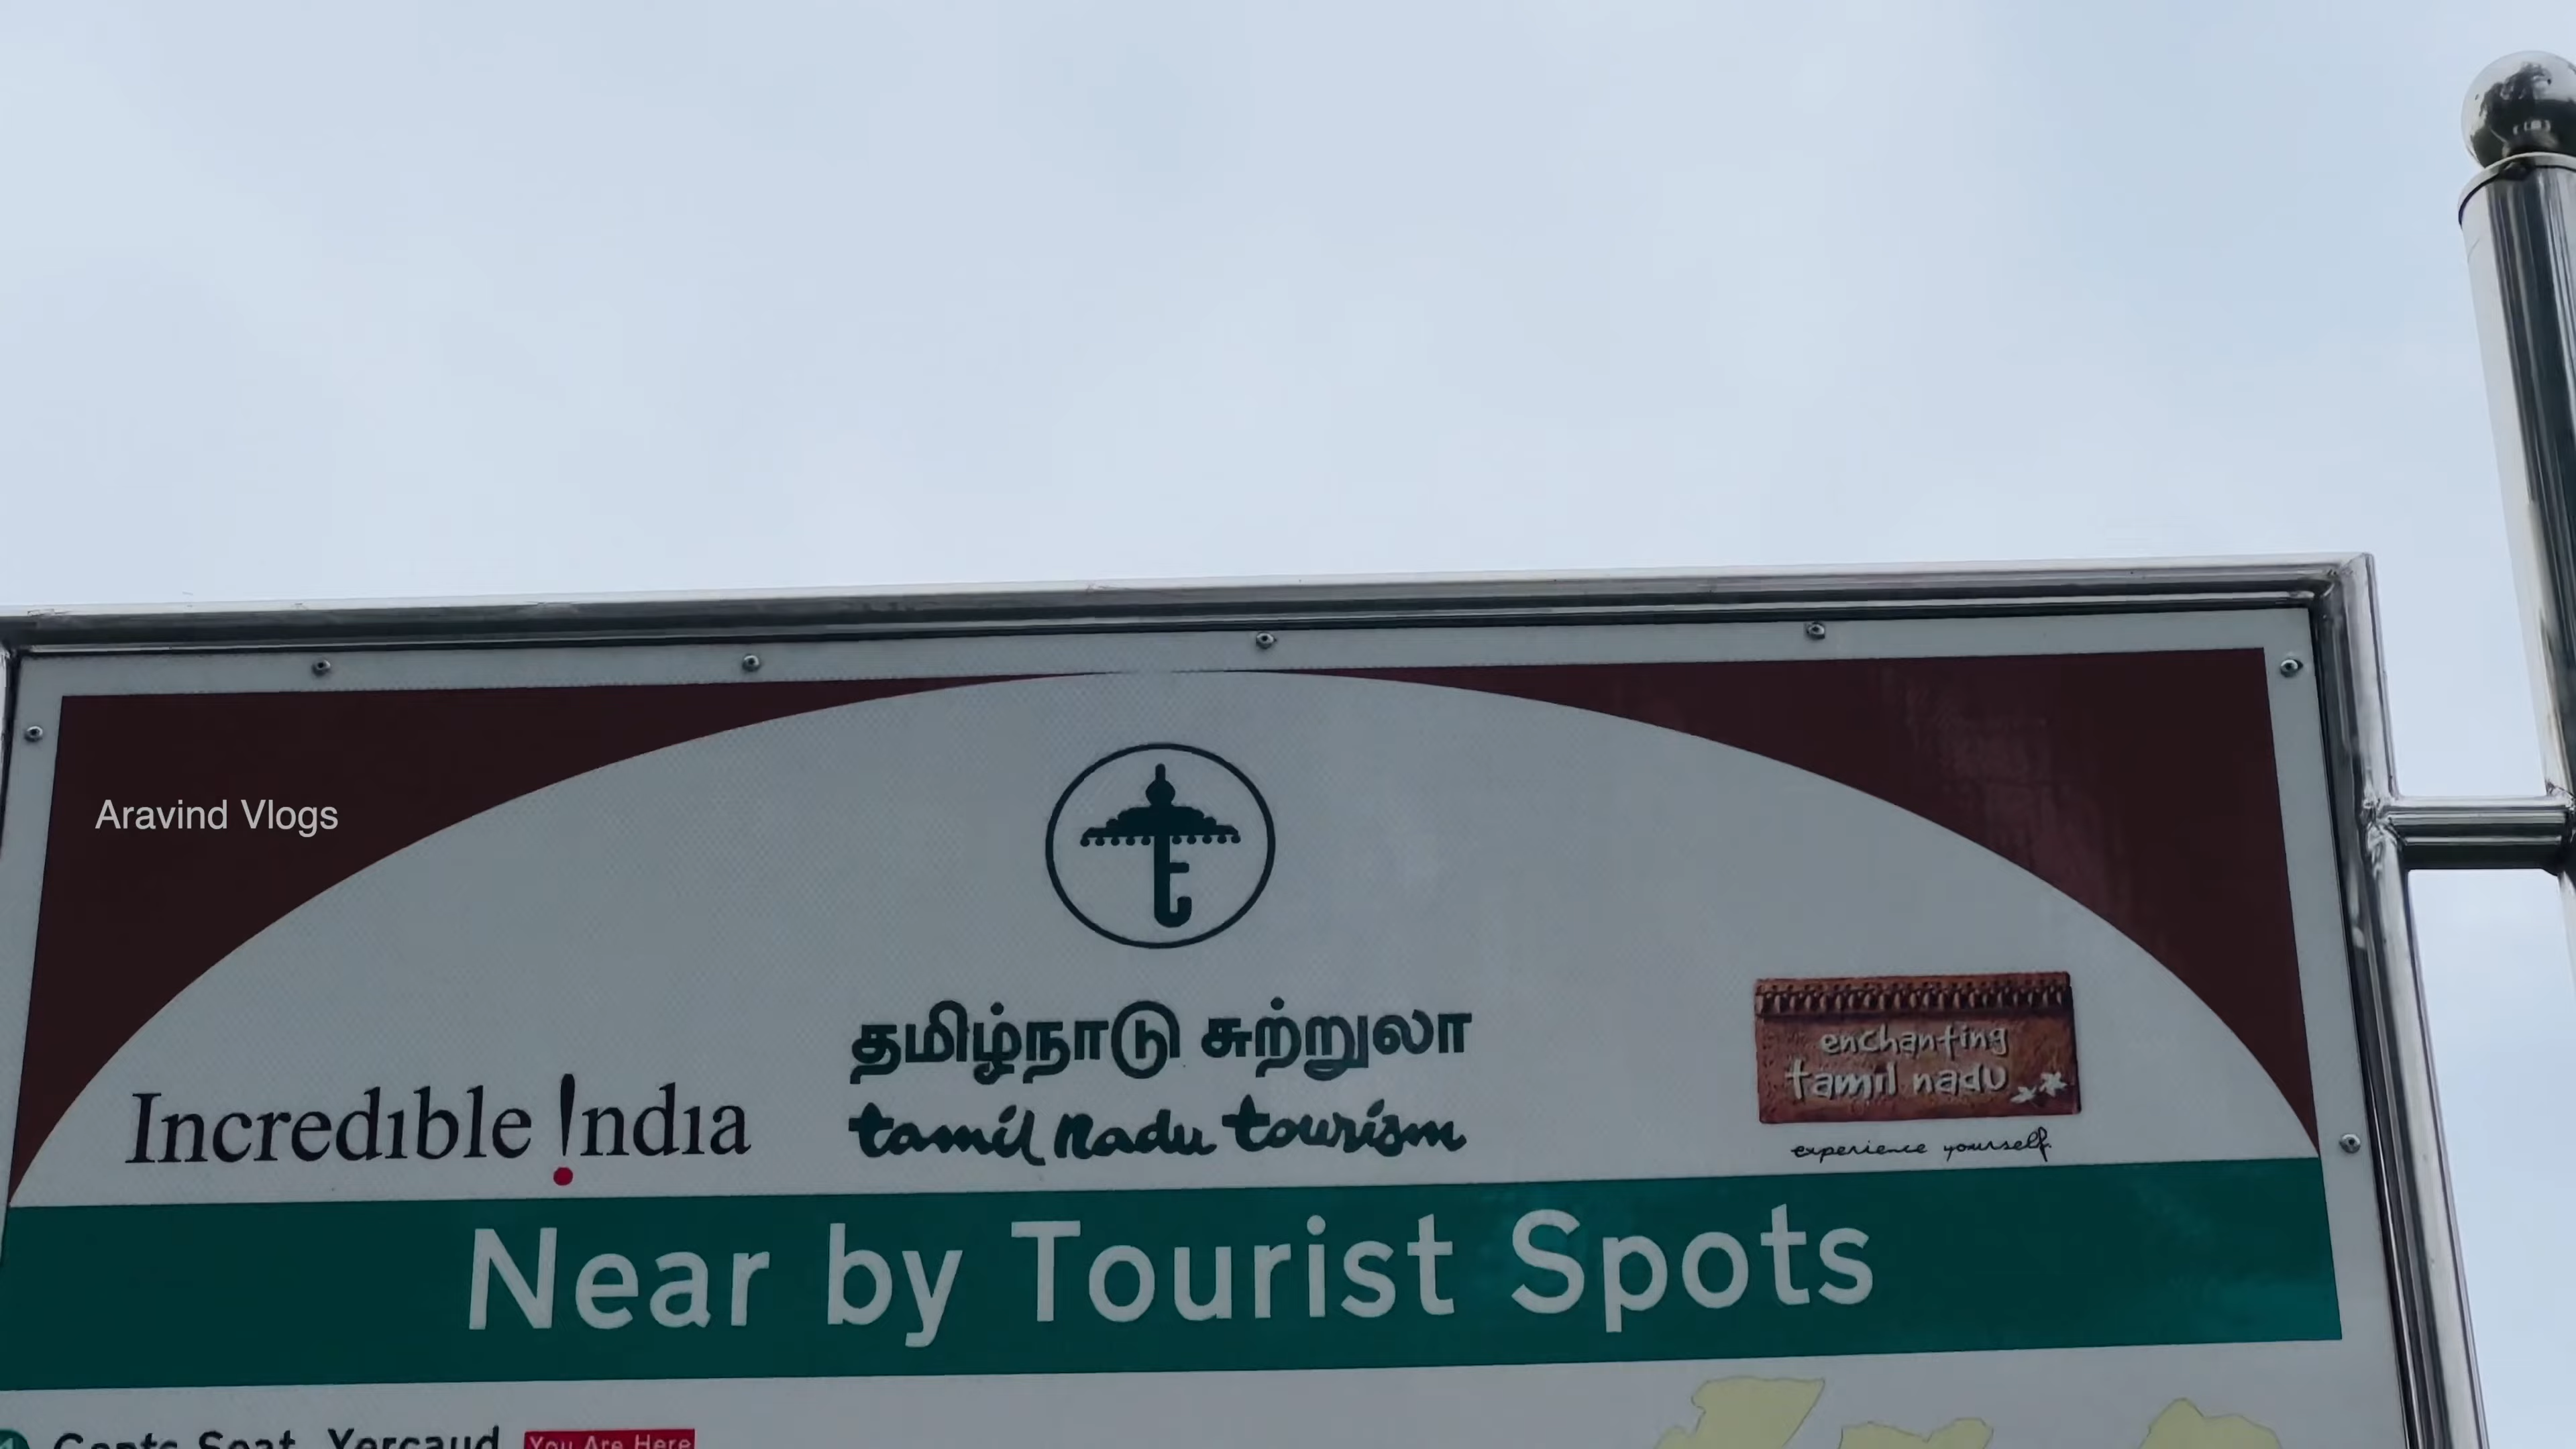 Aravind Vlogs
தமிழ்நாடு சுற்றுலா
enchanting
tamil nadu
Incredible !ndia
tamil nadu tourism
experience yourself
Near by Tourist Spots
Gents Seat, Yercaud You Are Here